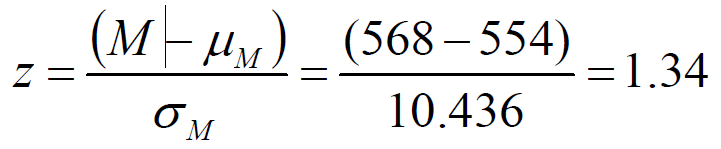 z = (M − μ_M) / σ_M = (568 − 554) / 10.436 = 1.34